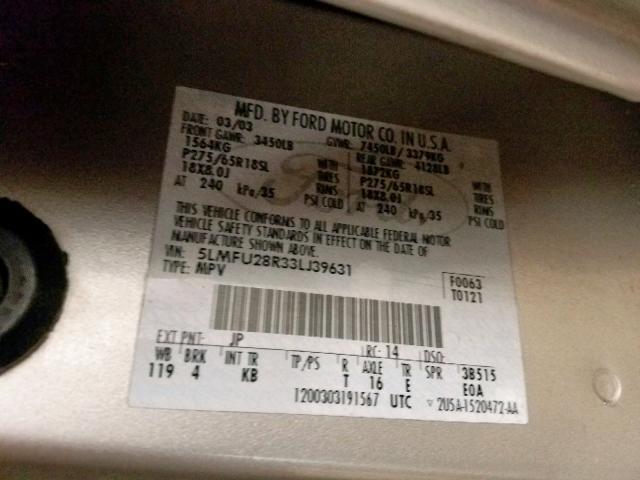 MFD. BY FORD MOTOR CO. IN U.S.A.
DATE: 03/03 GVWR: 7450LB/ 3379KG
FRONT GAWR: 3450LB REAR GAWR: 4128LB
1564KG WITH 1872KG WITH
P275/65R18SL TIRES P275/65R18SL TIRES
18X8.0J RIMS 18X8.0J RIMS
AT 240 kPa/35 PSI COLD AT 240 kPa/35 PSI COLD
THIS VEHICLE CONFORMS TO ALL APPLICABLE FEDERAL MOTOR
VEHICLE SAFETY STANDARDS IN EFFECT ON THE DATE OF
MANUFACTURE SHOWN ABOVE.
VIN: 5LMFU28R33LJ39631
TYPE: MPV
F0063
T0121
EXT PNT: JP RC: 14 DSO:
WB BRK INT TR TP/PS R AXLE TR SPR 3B515
119 4 KB T 16 E E0A
1200303191567 UTC ▽ 2U5A-1520472-AA